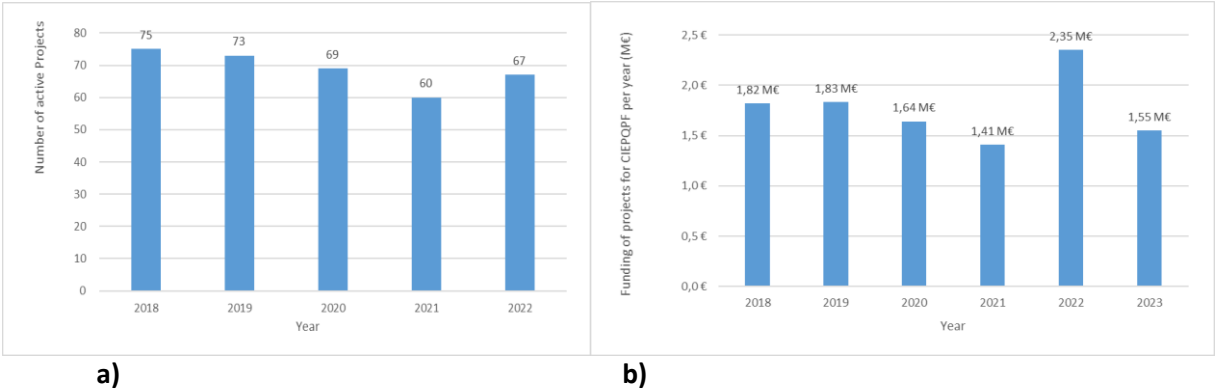 Number of active Projects
80
70
60
50
40
30
20
10
0
75
73
69
60
67
2018 2019 2020 2021 2022
Year
a)
Funding of projects for CIEPQPF per year (M€)
2,5 €
2,0 €
1,5 €
1,0 €
0,5 €
0,0 €
1,82 M€
1,83 M€
1,64 M€
1,41 M€
2,35 M€
1,55 M€
2018 2019 2020 2021 2022 2023
Year
b)